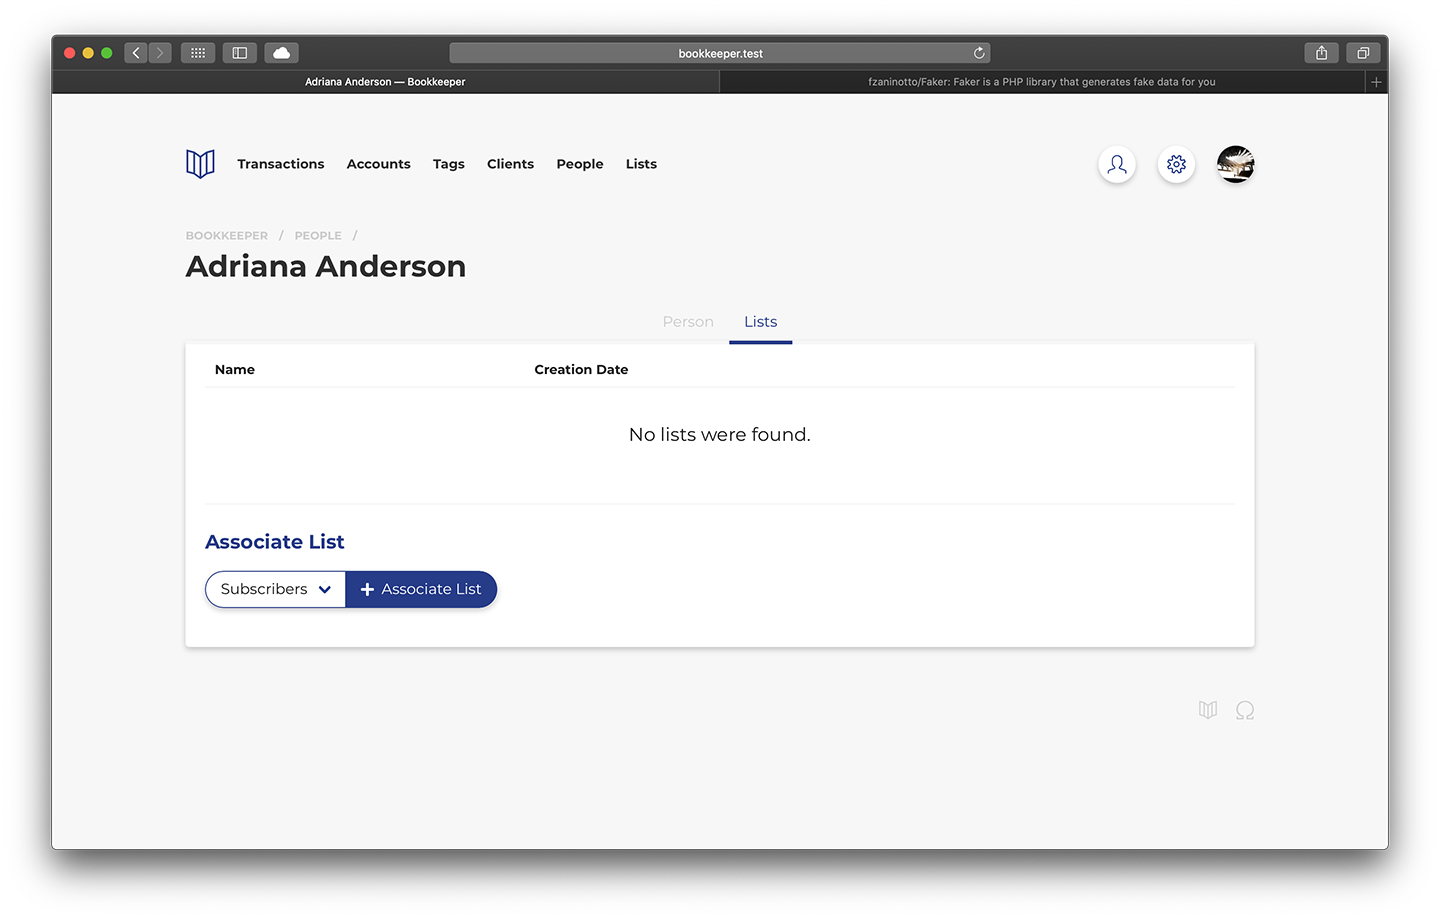 bookkeeper.test
Adriana Anderson — Bookkeeper
fzaninotto/Faker: Faker is a PHP library that generates fake data for you
Transactions Accounts Tags Clients People Lists
BOOKKEEPER / PEOPLE /
Adriana Anderson
Person Lists
Name Creation Date
No lists were found.
Associate List
Subscribers + Associate List